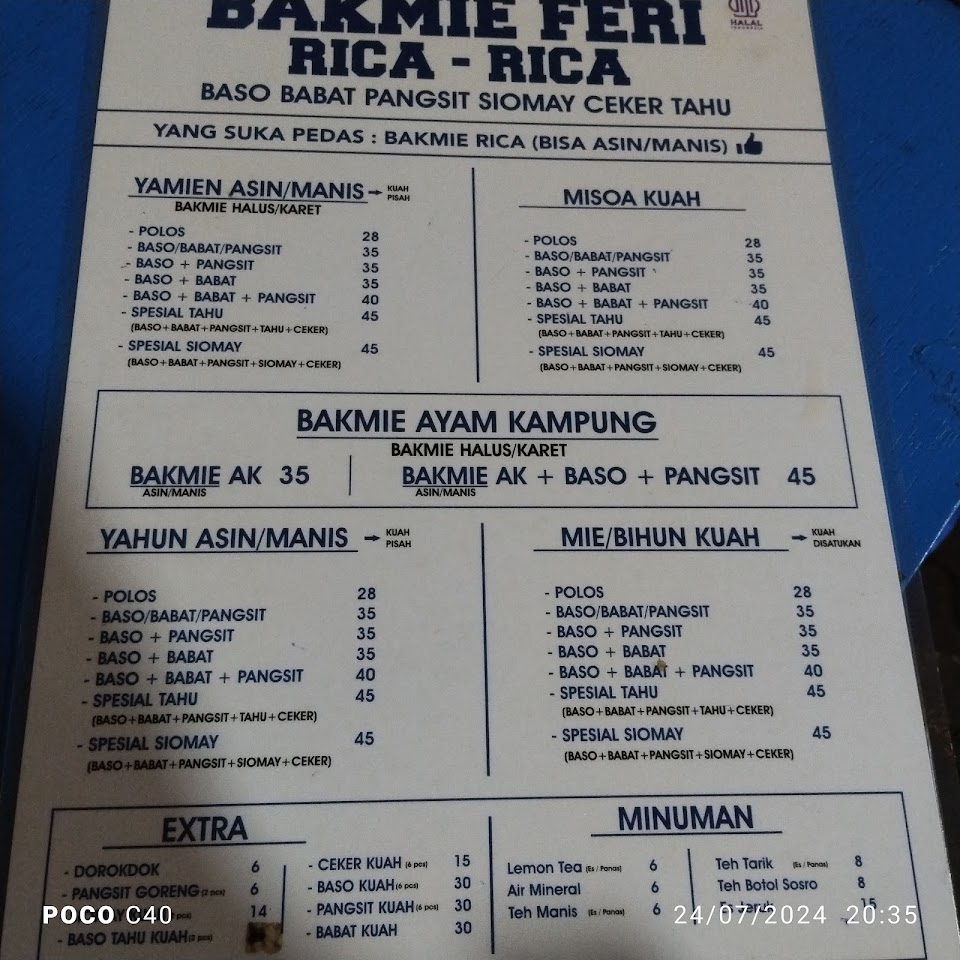 BAKMIE FERI
HALAL
INDONESIA
RICA - RICA
BASO BABAT PANGSIT SIOMAY CEKER TAHU
YANG SUKA PEDAS : BAKMIE RICA (BISA ASIN/MANIS)
YAMIEN ASIN/MANIS → KUAH PISAH
BAKMIE HALUS/KARET
- POLOS 28
- BASO/BABAT/PANGSIT 35
- BASO + PANGSIT 35
- BASO + BABAT 35
- BASO + BABAT + PANGSIT 40
- SPESIAL TAHU 45
(BASO+BABAT+PANGSIT+TAHU+CEKER)
- SPESIAL SIOMAY 45
(BASO+BABAT+PANGSIT+SIOMAY+CEKER)
MISOA KUAH
- POLOS 28
- BASO/BABAT/PANGSIT 35
- BASO + PANGSIT 35
- BASO + BABAT 35
- BASO + BABAT + PANGSIT 40
- SPESIAL TAHU 45
(BASO+BABAT+PANGSIT+TAHU+CEKER)
- SPESIAL SIOMAY 45
(BASO+BABAT+PANGSIT+SIOMAY+CEKER)
BAKMIE AYAM KAMPUNG
BAKMIE HALUS/KARET
BAKMIE AK 35
ASIN/MANIS
BAKMIE AK + BASO + PANGSIT 45
ASIN/MANIS
YAHUN ASIN/MANIS → KUAH PISAH
- POLOS 28
- BASO/BABAT/PANGSIT 35
- BASO + PANGSIT 35
- BASO + BABAT 35
- BASO + BABAT + PANGSIT 40
- SPESIAL TAHU 45
(BASO+BABAT+PANGSIT+TAHU+CEKER)
- SPESIAL SIOMAY 45
(BASO+BABAT+PANGSIT+SIOMAY+CEKER)
MIE/BIHUN KUAH → KUAH DISATUKAN
- POLOS 28
- BASO/BABAT/PANGSIT 35
- BASO + PANGSIT 35
- BASO + BABAT 35
- BASO + BABAT + PANGSIT 40
- SPESIAL TAHU 45
(BASO+BABAT+PANGSIT+TAHU+CEKER)
- SPESIAL SIOMAY 45
(BASO+BABAT+PANGSIT+SIOMAY+CEKER)
EXTRA
- DOROKDOK 6
- PANGSIT GORENG (2 pcs) 6
14
- BASO TAHU KUAH (2 pcs)
- CEKER KUAH (6 pcs) 15
- BASO KUAH (6 pcs) 30
- PANGSIT KUAH (6 pcs) 30
- BABAT KUAH 30
MINUMAN
Lemon Tea (Es / Panas) 6
Air Mineral 6
Teh Manis (Es / Panas) 6
Teh Tarik (Es / Panas) 8
Teh Botol Sosro 8
Es Jeruk 15
POCO C40
24/07/2024 20:35